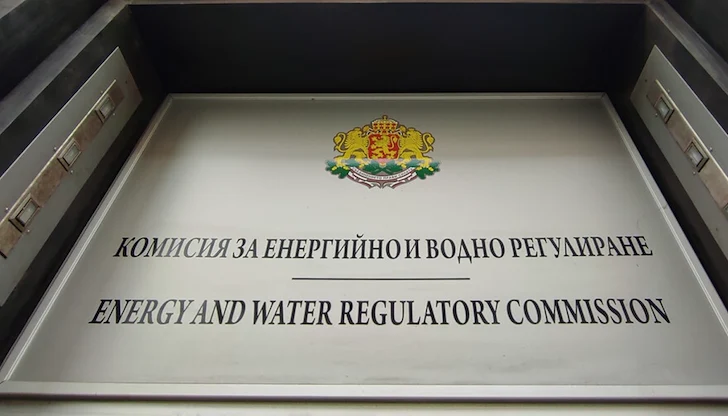 КОМИСИЯ ЗА ЕНЕРГИЙНО И ВОДНО РЕГУЛИРАНЕ
ENERGY AND WATER REGULATORY COMMISSION